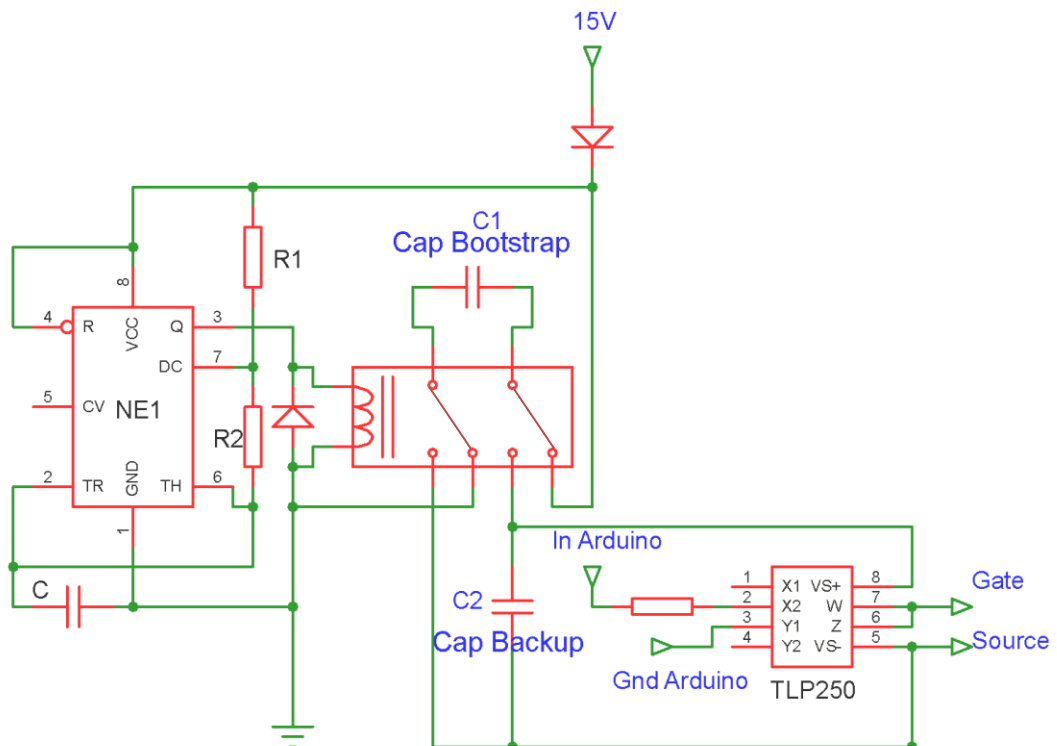 15V
C1
Cap Bootstrap
R1
8
VCC
4
R
Q
3
DC
7
5
CV
NE1
R2
2
TR
GND
TH
6
1
C
In Arduino
C2
Cap Backup
1
X1
VS+
8
2
X2
W
7
3
Y1
Z
6
4
Y2
VS-
5
Gate
Source
Gnd Arduino
TLP250